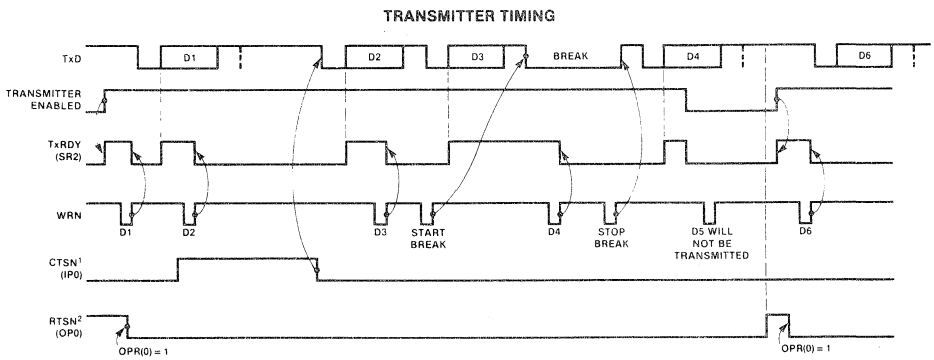 TRANSMITTER TIMING
TxD
D1
D2
D3
BREAK
D4
D6
TRANSMITTER
ENABLED
TxRDY
(SR2)
WRN
D1
D2
D3
START
BREAK
D4
STOP
BREAK
D5 WILL
NOT BE
TRANSMITTED
D6
CTSN1
(IP0)
RTSN2
(OP0)
OPR(0) = 1
OPR(0) = 1